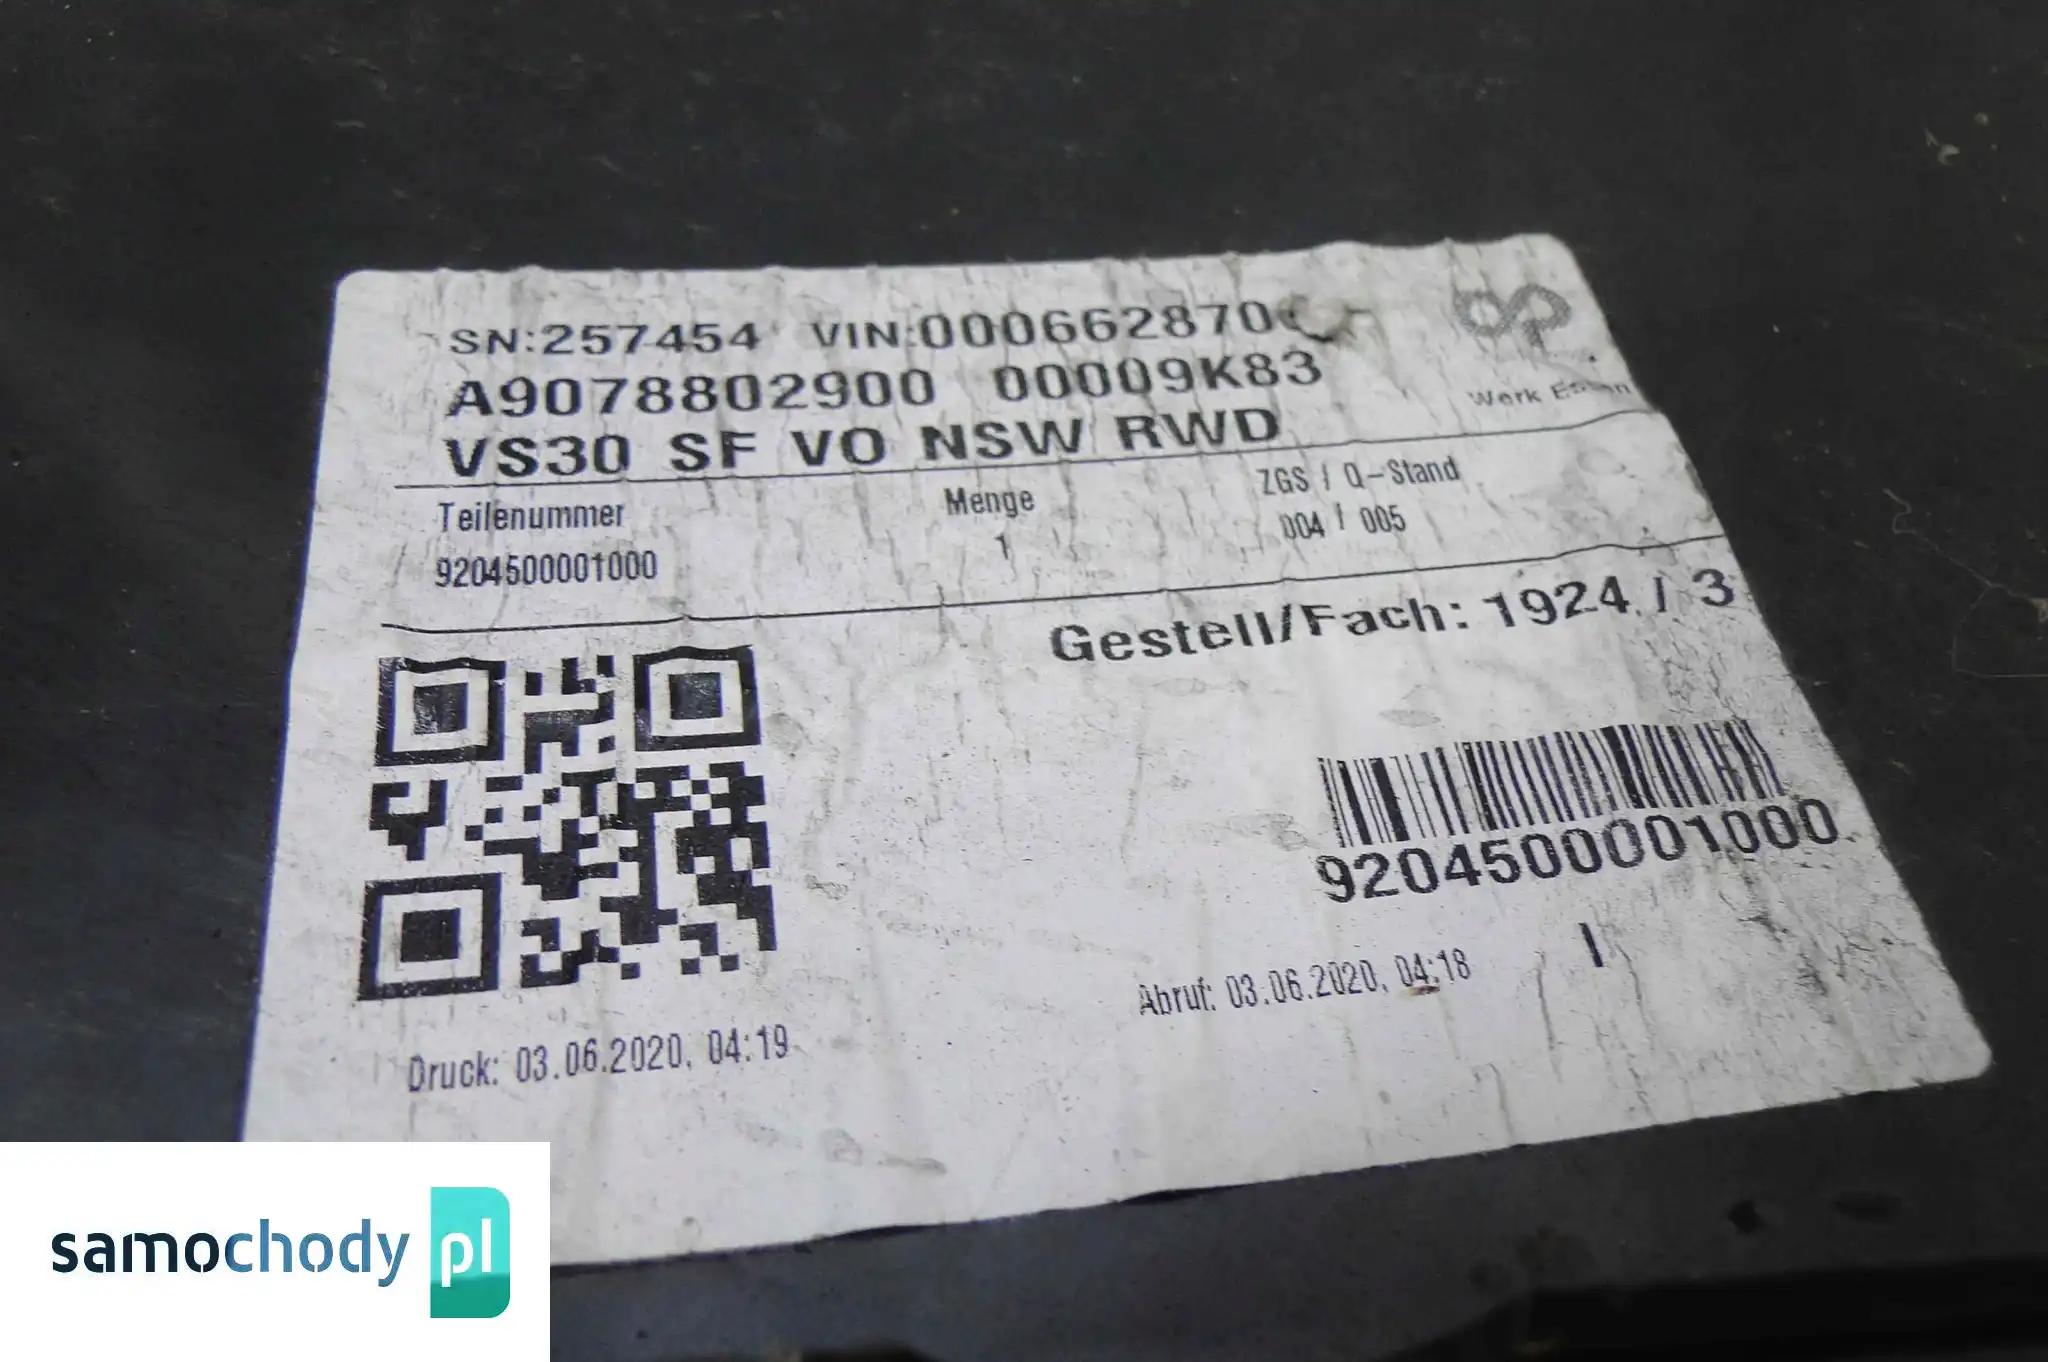 SN:257454 VIN:000662870
A9078802900 00009K83
VS30 SF VO NSW RWD
Werk
Teilenummer Menge ZGS / Q-Stand
9204500001000 1 004 / 005
Gestell/Fach: 1924 / 3
9204500001000
Abruf: 03.06.2020, 04:18
Druck: 03.06.2020, 04:19
samochody pl